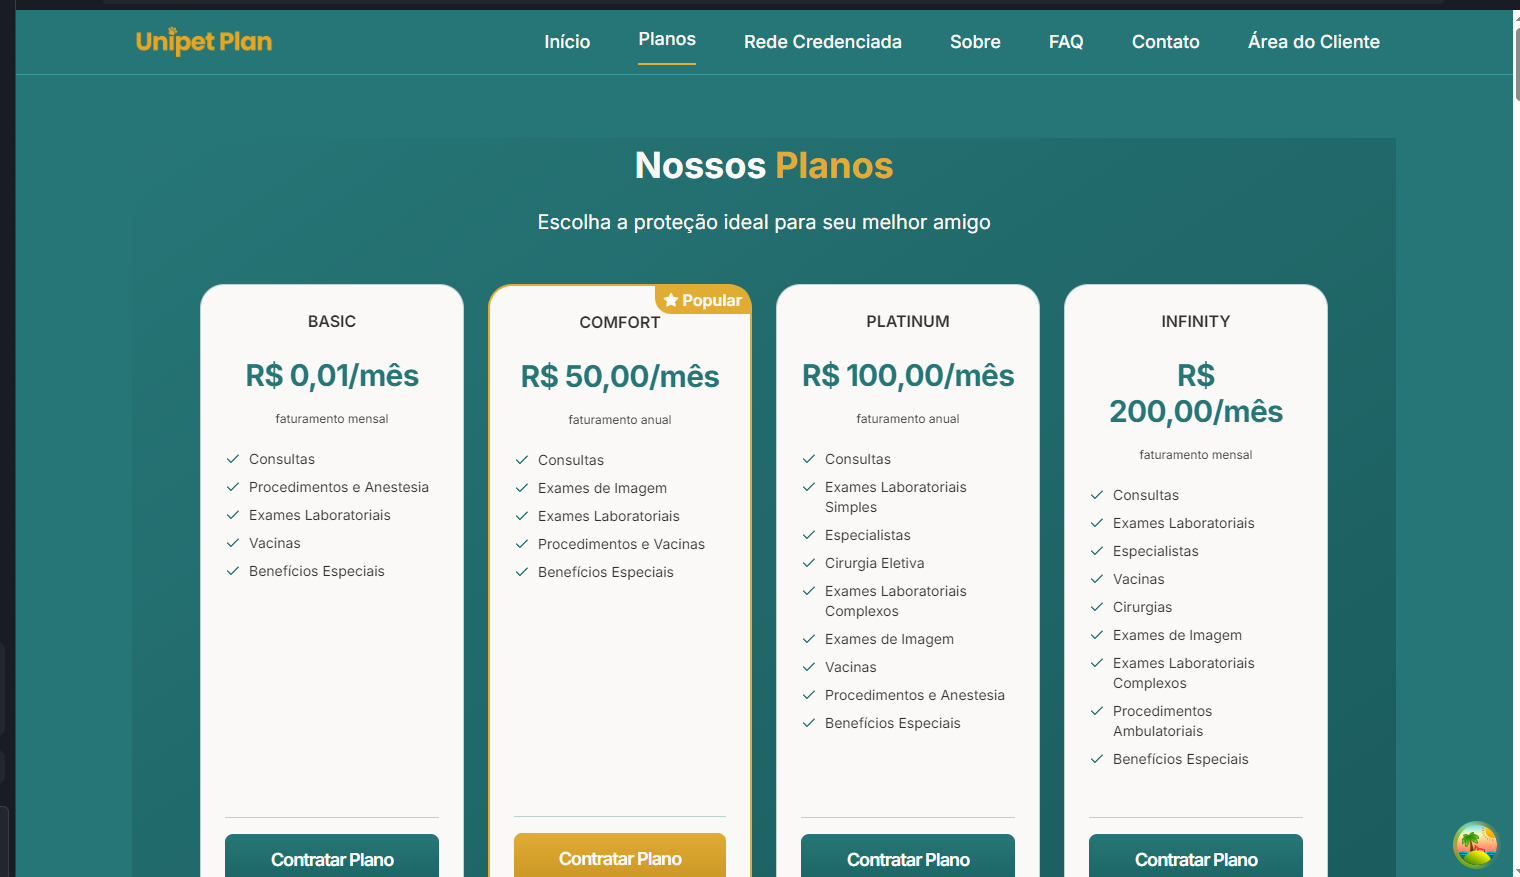 Unipet Plan
Início
Planos
Rede Credenciada
Sobre
FAQ
Contato
Área do Cliente
Nossos Planos
Escolha a proteção ideal para seu melhor amigo
BASIC
R$ 0,01/mês
faturamento mensal
Consultas
Procedimentos e Anestesia
Exames Laboratoriais
Vacinas
Benefícios Especiais
Contratar Plano
Popular
COMFORT
R$ 50,00/mês
faturamento anual
Consultas
Exames de Imagem
Exames Laboratoriais
Procedimentos e Vacinas
Benefícios Especiais
Contratar Plano
PLATINUM
R$ 100,00/mês
faturamento anual
Consultas
Exames Laboratoriais
Simples
Especialistas
Cirurgia Eletiva
Exames Laboratoriais
Complexos
Exames de Imagem
Vacinas
Procedimentos e Anestesia
Benefícios Especiais
Contratar Plano
INFINITY
R$
200,00/mês
faturamento mensal
Consultas
Exames Laboratoriais
Especialistas
Vacinas
Cirurgias
Exames de Imagem
Exames Laboratoriais
Complexos
Procedimentos
Ambulatoriais
Benefícios Especiais
Contratar Plano